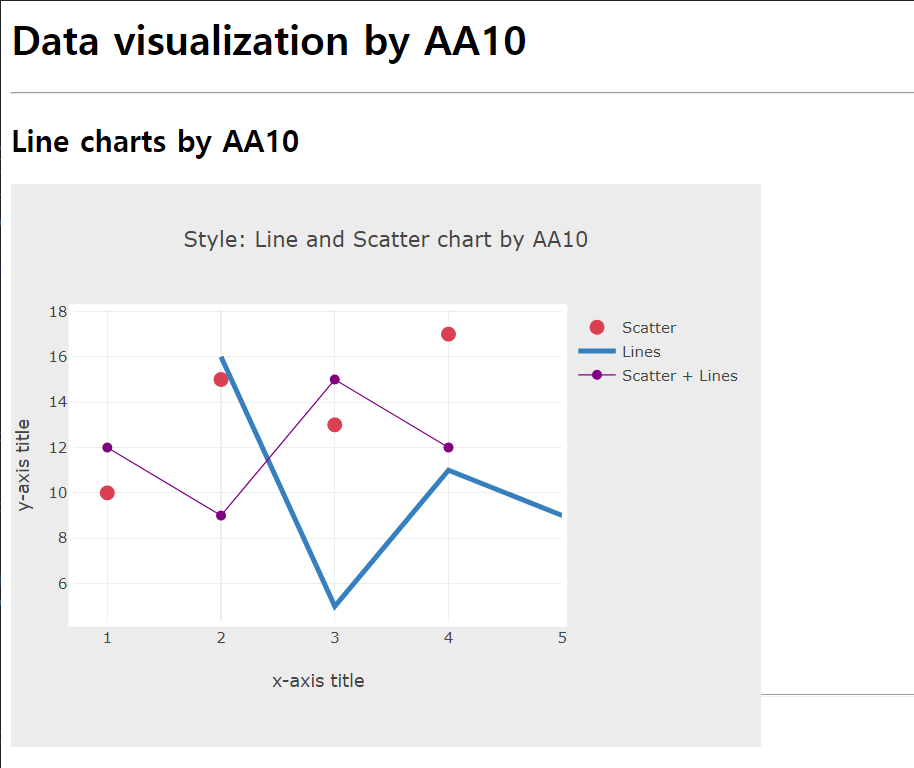 Data visualization by AA10
Line charts by AA10
Style: Line and Scatter chart by AA10
18
16
14
12
10
8
6
y-axis title
1 2 3 4 5
x-axis title
Scatter
Lines
Scatter + Lines